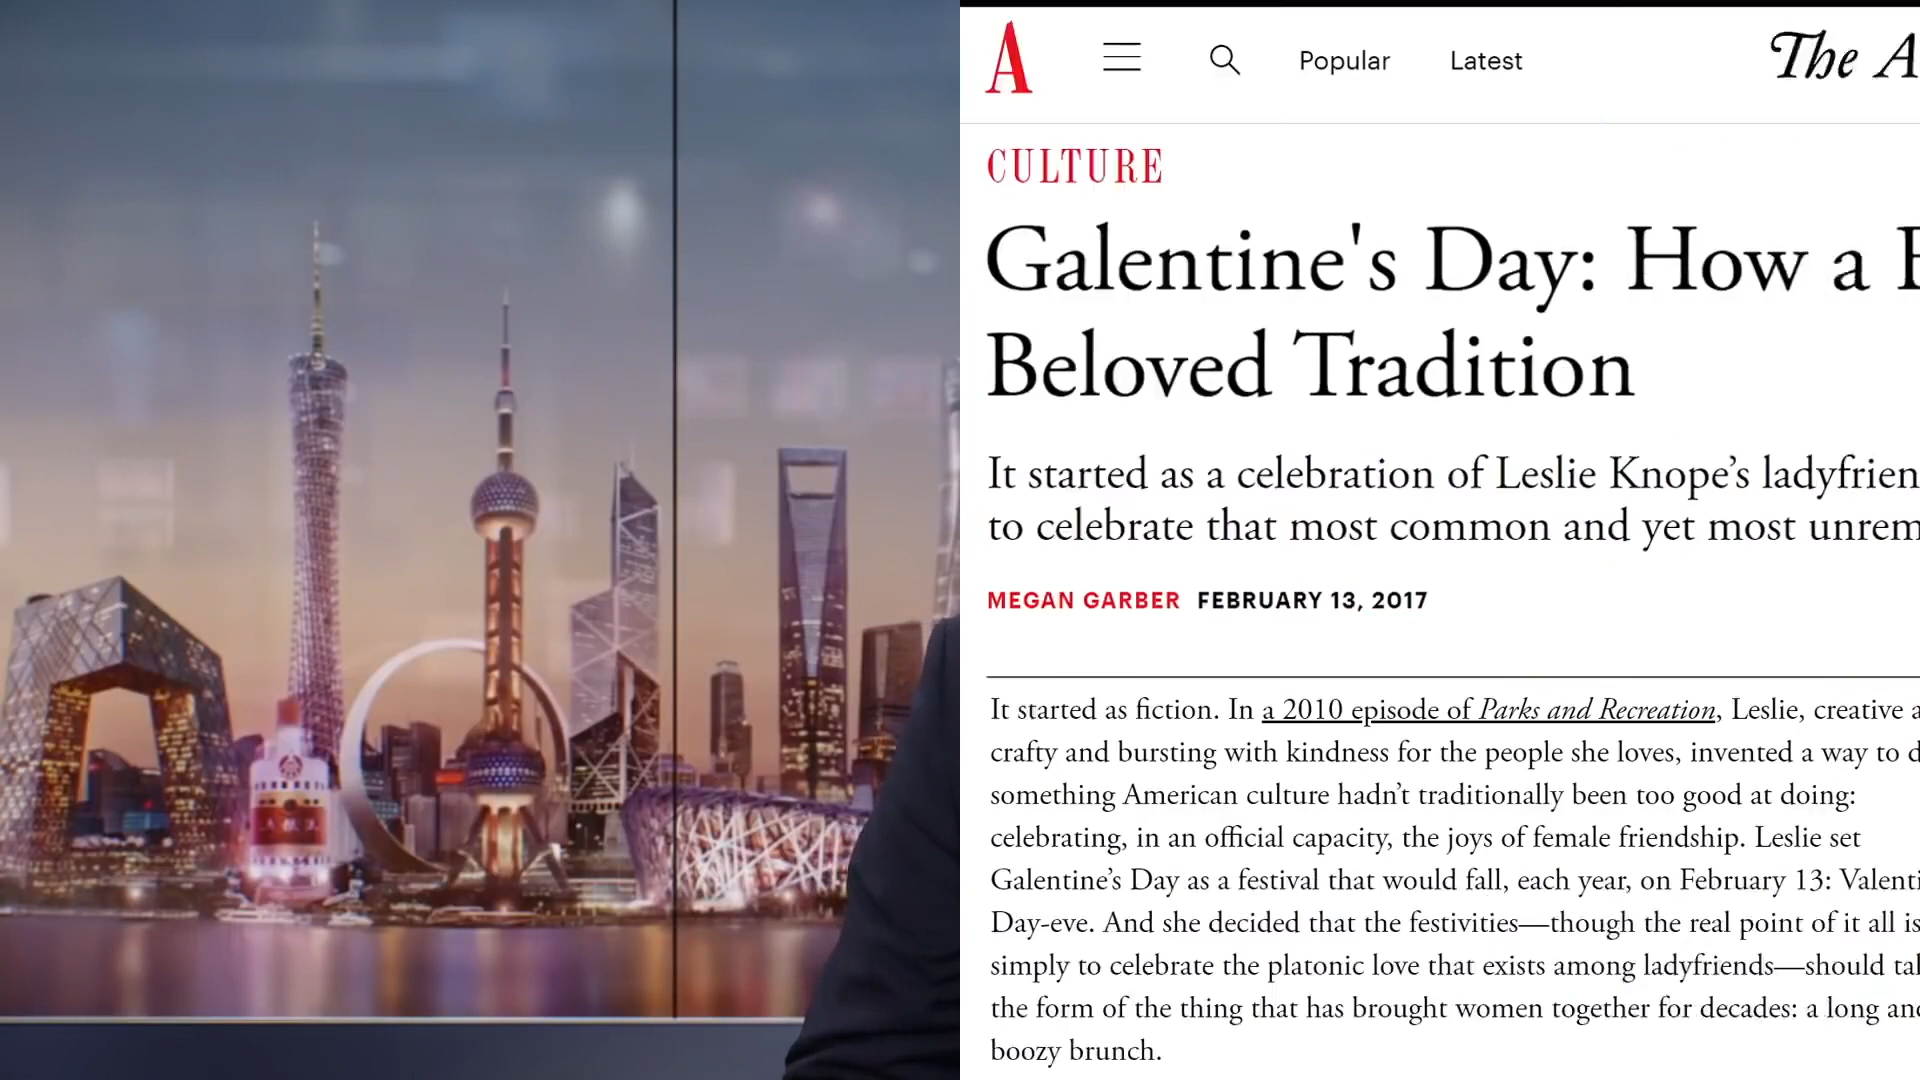 A
Popular
Latest
The A
CULTURE
Galentine's Day: How a
Beloved Tradition
It started as a celebration of Leslie Knope’s ladyfrien
to celebrate that most common and yet most unrem
MEGAN GARBER FEBRUARY 13, 2017
It started as fiction. In a 2010 episode of Parks and Recreation, Leslie, creative a
crafty and bursting with kindness for the people she loves, invented a way to d
something American culture hadn’t traditionally been too good at doing:
celebrating, in an official capacity, the joys of female friendship. Leslie set
Galentine’s Day as a festival that would fall, each year, on February 13: Valenti
Day-eve. And she decided that the festivities—though the real point of it all is
simply to celebrate the platonic love that exists among ladyfriends—should tal
the form of the thing that has brought women together for decades: a long and
boozy brunch.